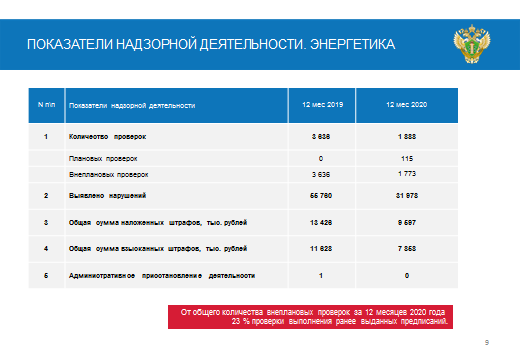 ПОКАЗАТЕЛИ НАДЗОРНОЙ ДЕЯТЕЛЬНОСТИ. ЭНЕРГЕТИКА
N п\п Показатели надзорной деятельности 12 мес 2019 12 мес 2020
1 Количество проверок 3 636 1 888
Плановых проверок 0 115
Внеплановых проверок 3 636 1 773
2 Выявлено нарушений 55 760 31 978
3 Общая сумма наложенных штрафов, тыс. рублей 13 426 9 597
4 Общая сумма взысканных штрафов, тыс. рублей 11 628 7 858
5 Административное приостановление деятельности 1 0
От общего количества внеплановых проверок за 12 месяцев 2020 года
23 % проверки выполнения ранее выданных предписаний.
9